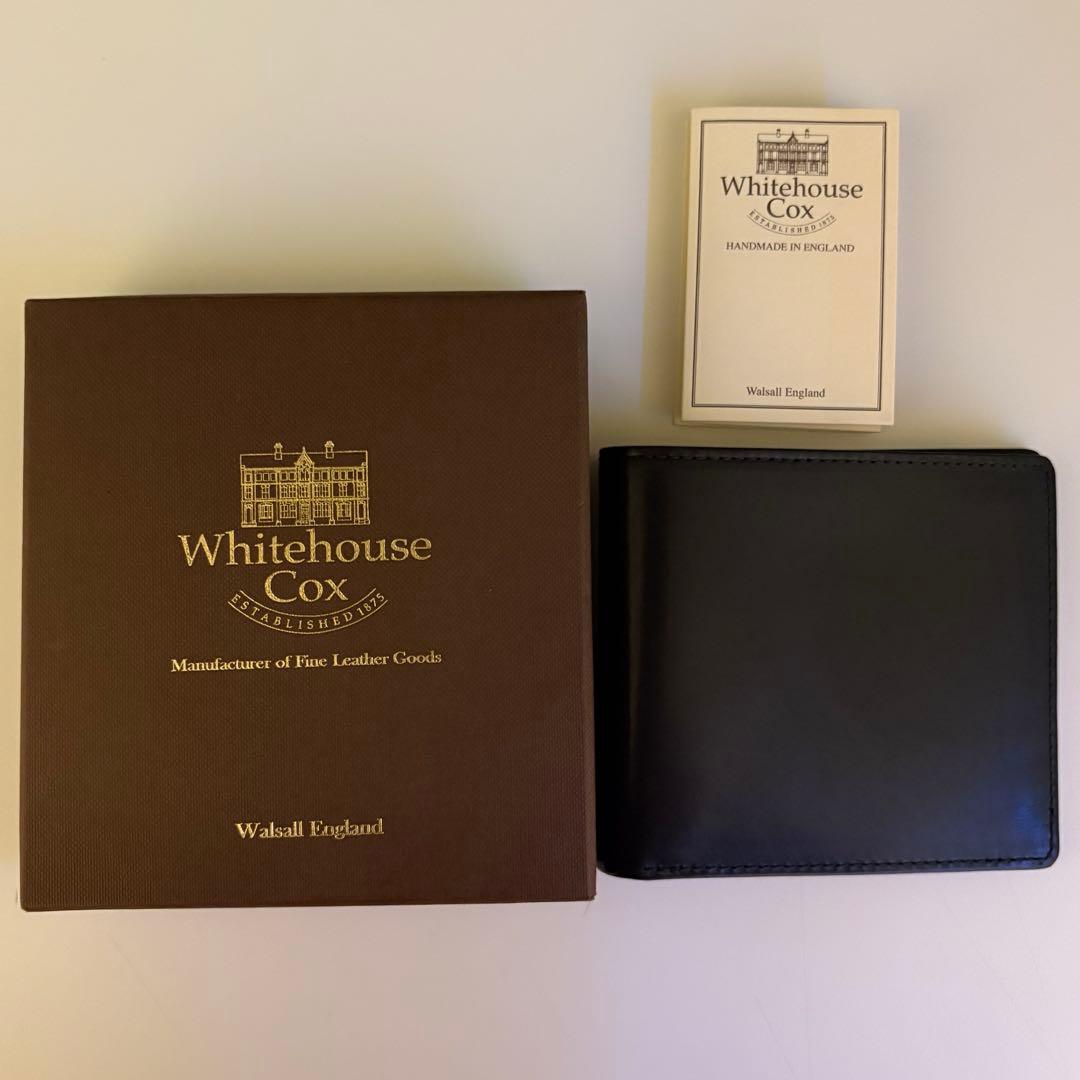 Whitehouse
Cox
ESTABLISHED 1875
Manufacturer of Fine Leather Goods
Walsall England
Whitehouse
Cox
ESTABLISHED 1875
HANDMADE IN ENGLAND
Walsall England